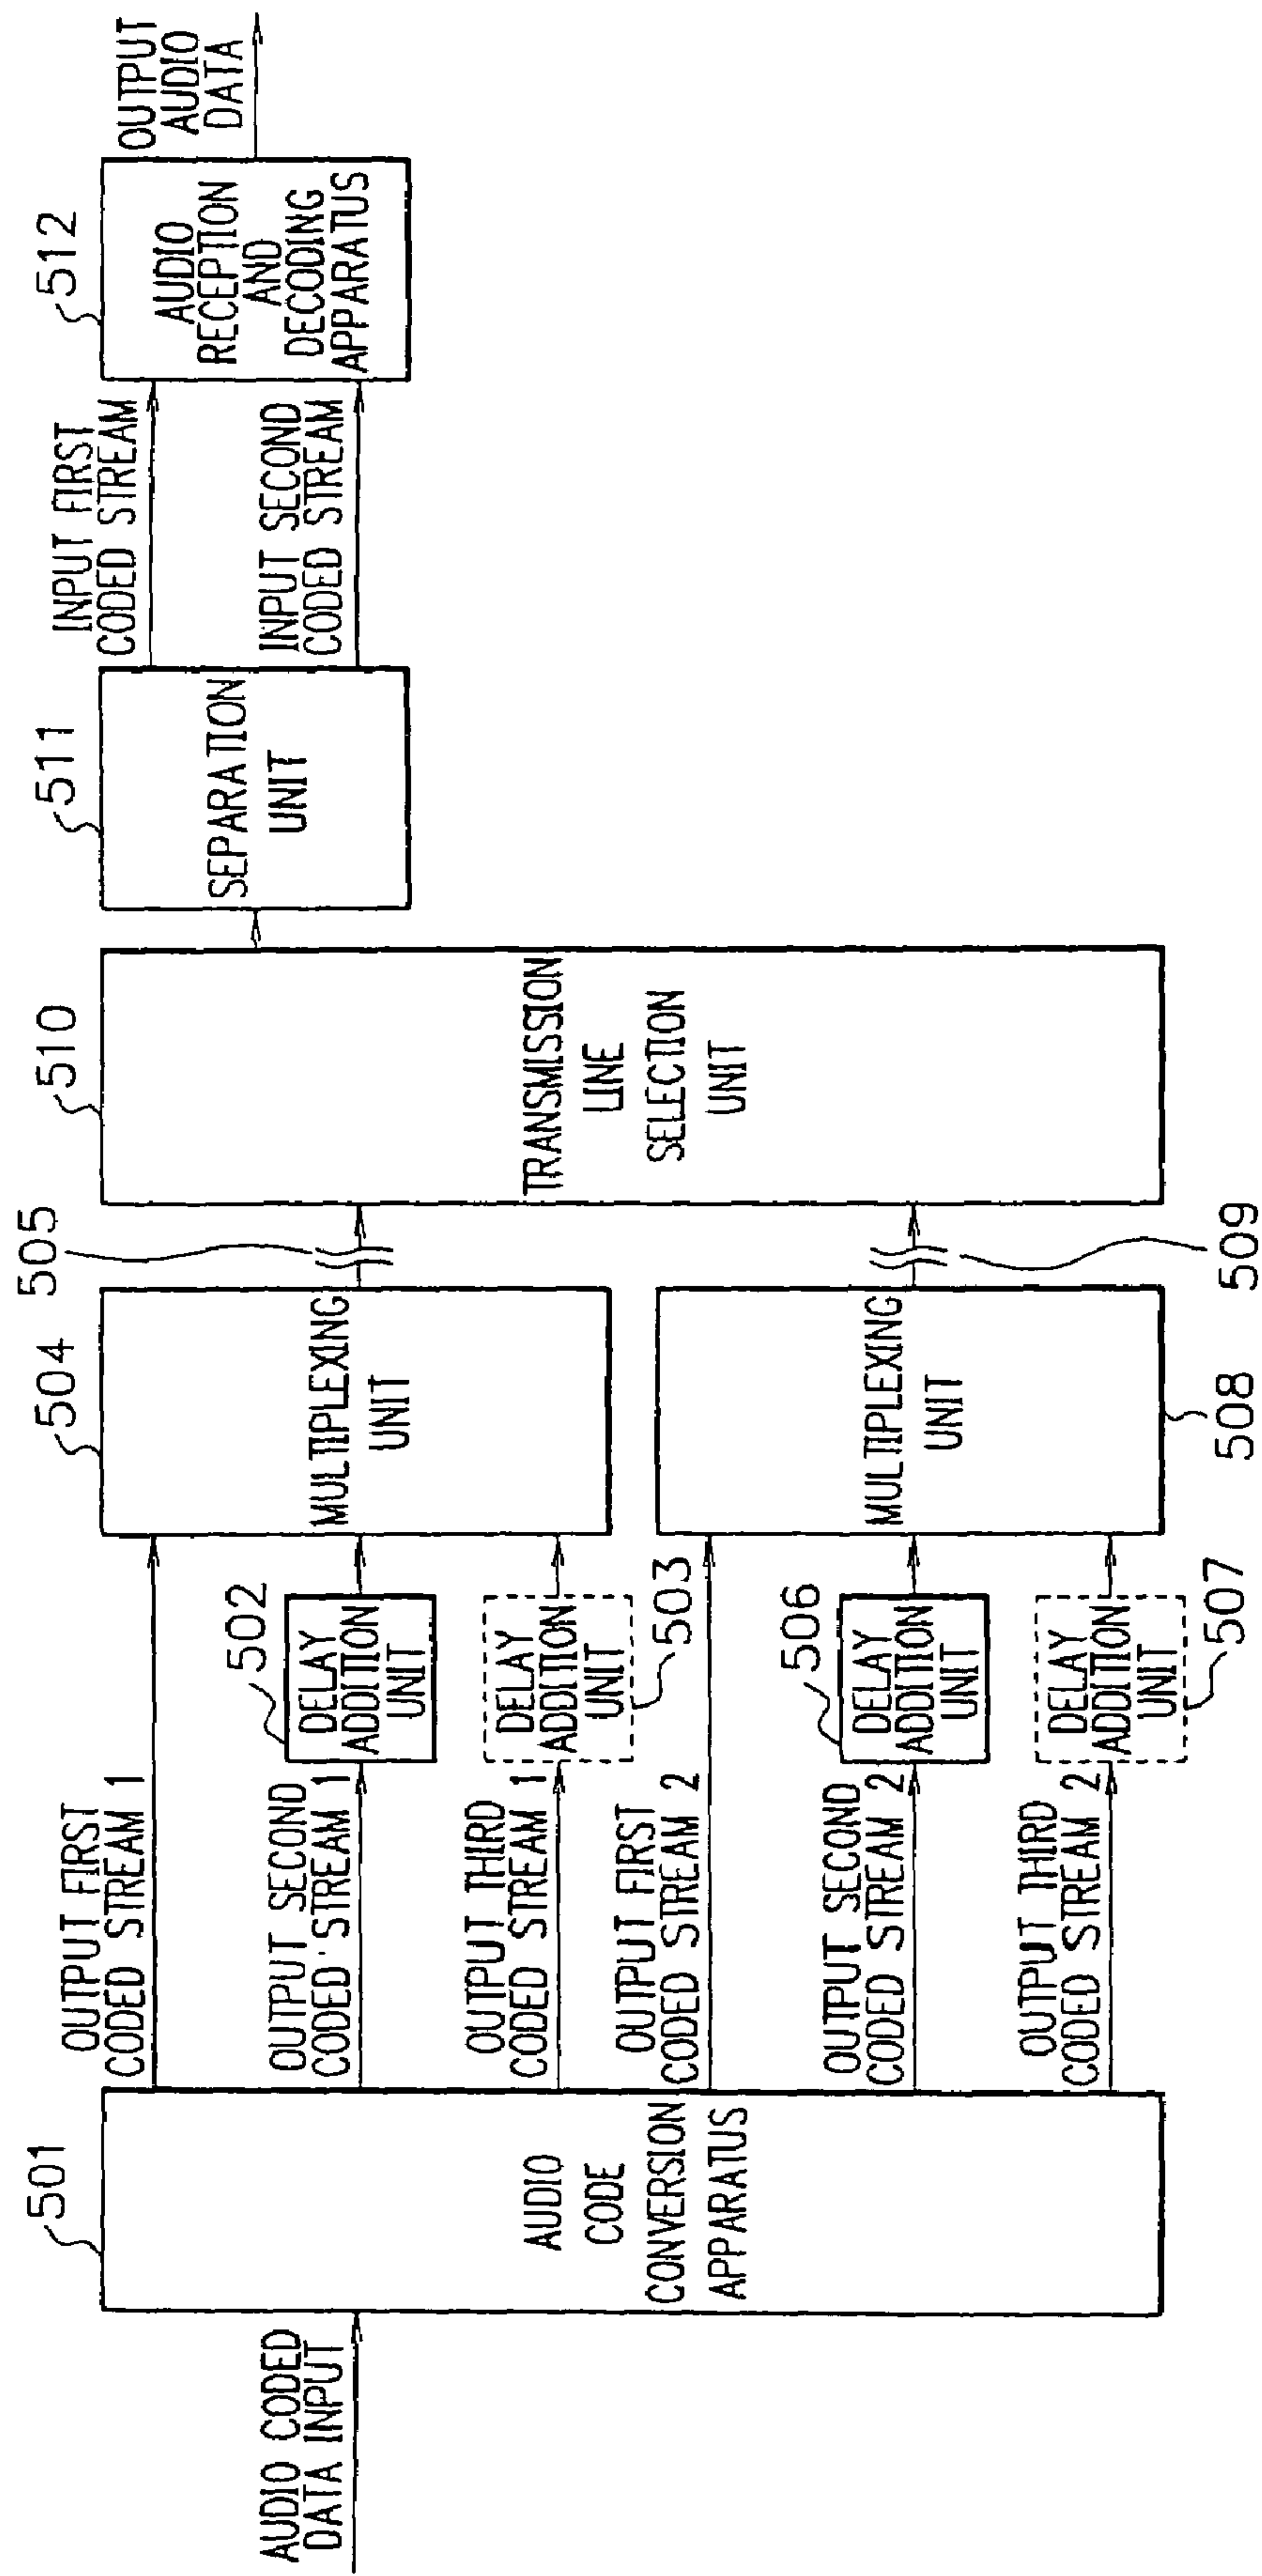 AUDIO CODED
DATA INPUT
501
AUDIO
CODE
CONVERSION
APPARATUS
OUTPUT FIRST
CODED STREAM 1
OUTPUT SECOND
CODED STREAM 1
OUTPUT THIRD
CODED STREAM 1
OUTPUT FIRST
CODED STREAM 2
OUTPUT SECOND
CODED STREAM 2
OUTPUT THIRD
CODED STREAM 2
502
DELAY
ADDITION
UNIT
DELAY
ADDITION
UNIT
503
506
DELAY
ADDITION
UNIT
DELAY
ADDITION
UNIT
507
504
MULTIPLEXING
UNIT
505
MULTIPLEXING
UNIT
508
509
510
TRANSMISSION
LINE
SELECTION
UNIT
511
SEPARATION
UNIT
INPUT FIRST
CODED STREAM
INPUT SECOND
CODED STREAM
512
AUDIO
RECEPTION
AND
DECODING
APPARATUS
OUTPUT
AUDIO
DATA